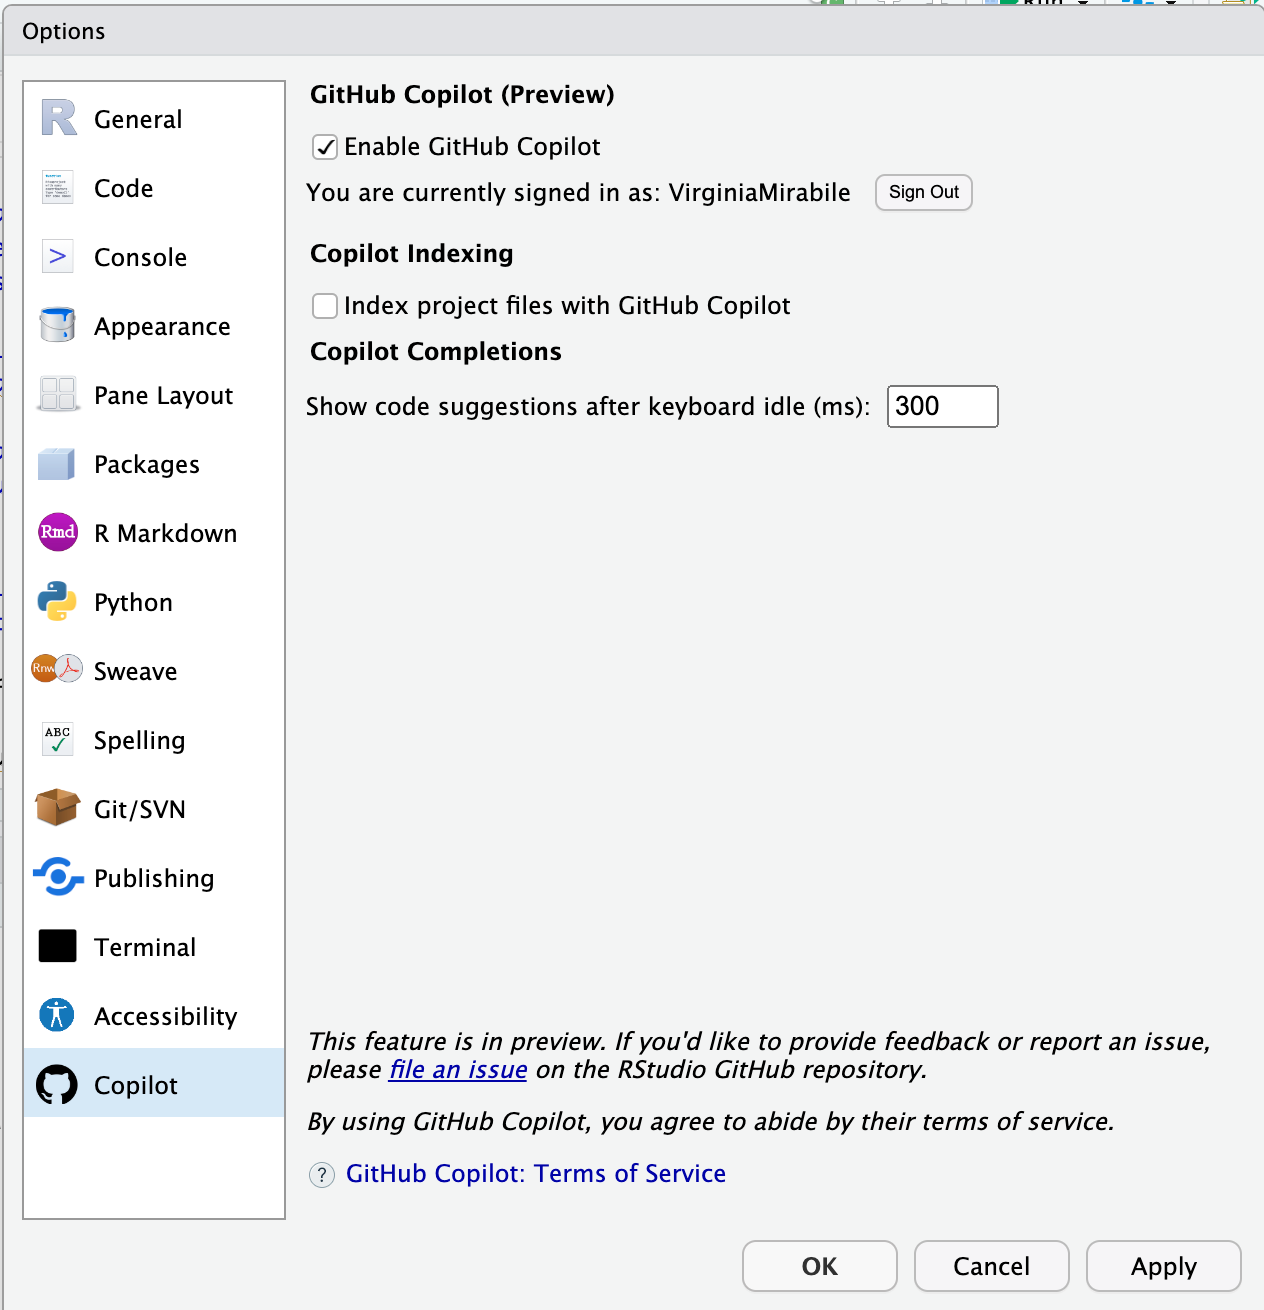 Run
Options
General
Code
Console
Appearance
Pane Layout
Packages
Rmd
R Markdown
Python
Rnw
Sweave
ABC
Spelling
Git/SVN
Publishing
Terminal
Accessibility
Copilot
GitHub Copilot (Preview)
Enable GitHub Copilot
You are currently signed in as: VirginiaMirabile Sign Out
Copilot Indexing
Index project files with GitHub Copilot
Copilot Completions
Show code suggestions after keyboard idle (ms): 300
This feature is in preview. If you'd like to provide feedback or report an issue,
please file an issue on the RStudio GitHub repository.
By using GitHub Copilot, you agree to abide by their terms of service.
? GitHub Copilot: Terms of Service
OK Cancel Apply